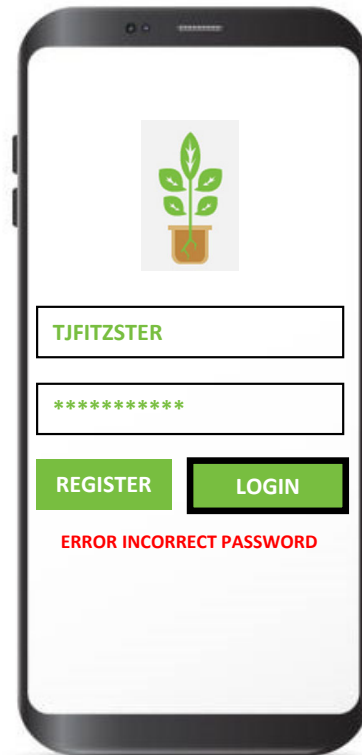 TJFITZSTER
***********
REGISTER
LOGIN
ERROR INCORRECT PASSWORD